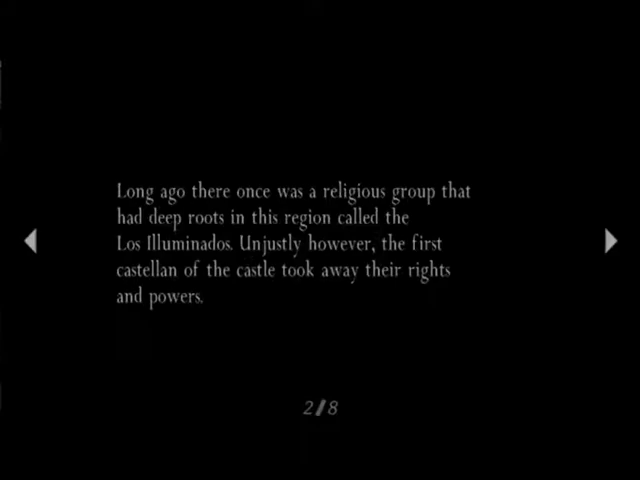 Long ago there once was a religious group that
had deep roots in this region called the
Los Illuminados. Unjustly however, the first
castellan of the castle took away their rights
and powers.
2/8